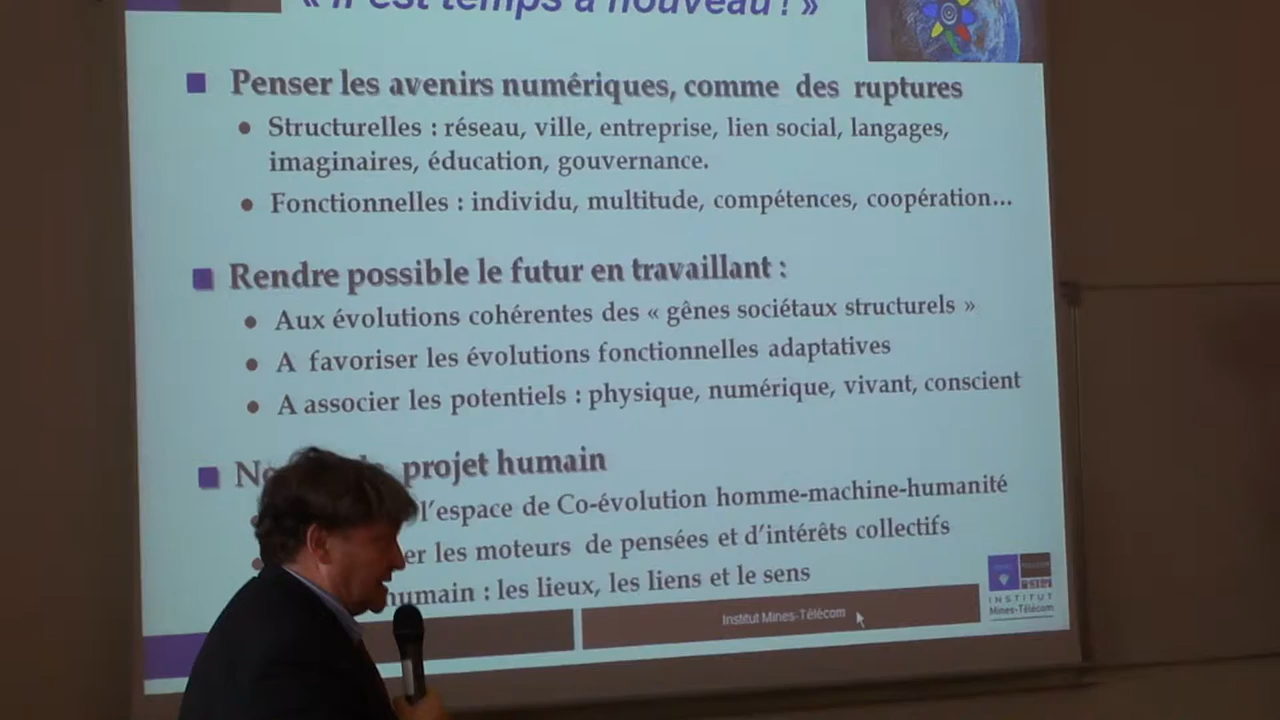 « Il est temps à nouveau ! »
Penser les avenirs numériques, comme des ruptures
Structurelles : réseau, ville, entreprise, lien social, langages,
imaginaires, éducation, gouvernance.
Fonctionnelles : individu, multitude, compétences, coopération...
Rendre possible le futur en travaillant :
Aux évolutions cohérentes des « gênes sociétaux structurels »
A favoriser les évolutions fonctionnelles adaptatives
A associer les potentiels : physique, numérique, vivant, conscient
projet humain
l'espace de Co-évolution homme-machine-humanité
les moteurs de pensées et d'intérêts collectifs
humain : les lieux, les liens et le sens
Institut Mines-Télécom
INSTITUT
Mines-Télécom